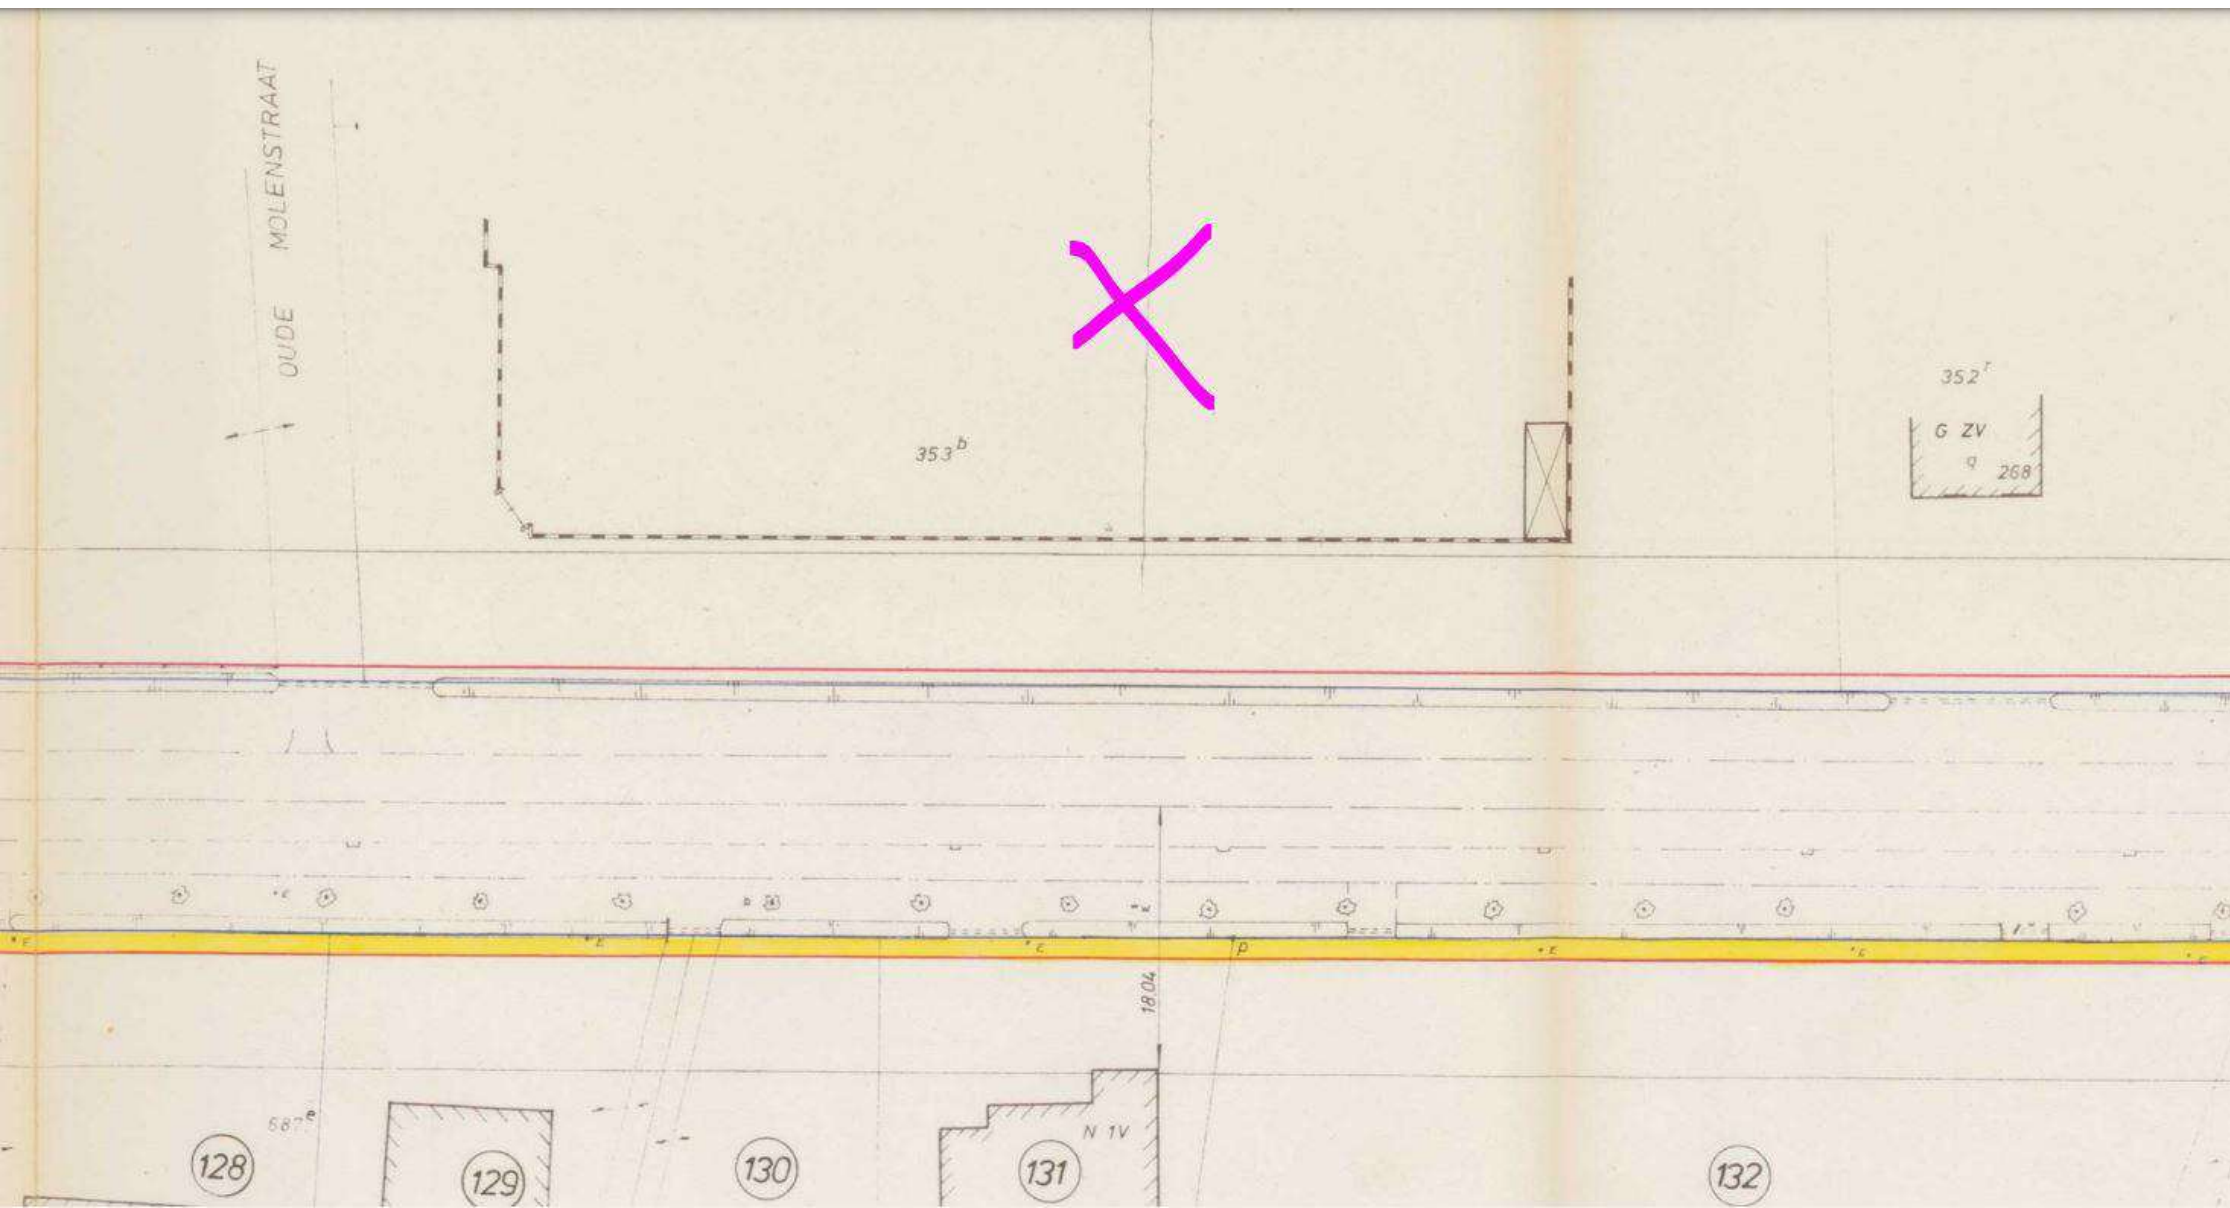 OUDE MOLENSTRAAT
353b
352r
G ZV
q 268
E
E
E
P
E
E
E
18.04
687e
N 1V
128
129
130
131
132